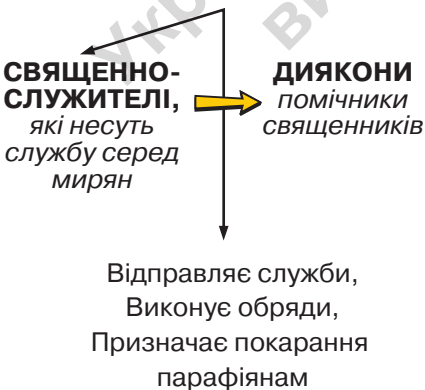 СВЯЩЕННО-
СЛУЖИТЕЛІ,
які несуть
службу серед
мирян
ДИЯКОНИ
помічники
священників
Відправляє служби,
Виконує обряди,
Призначає покарання
парафіянам